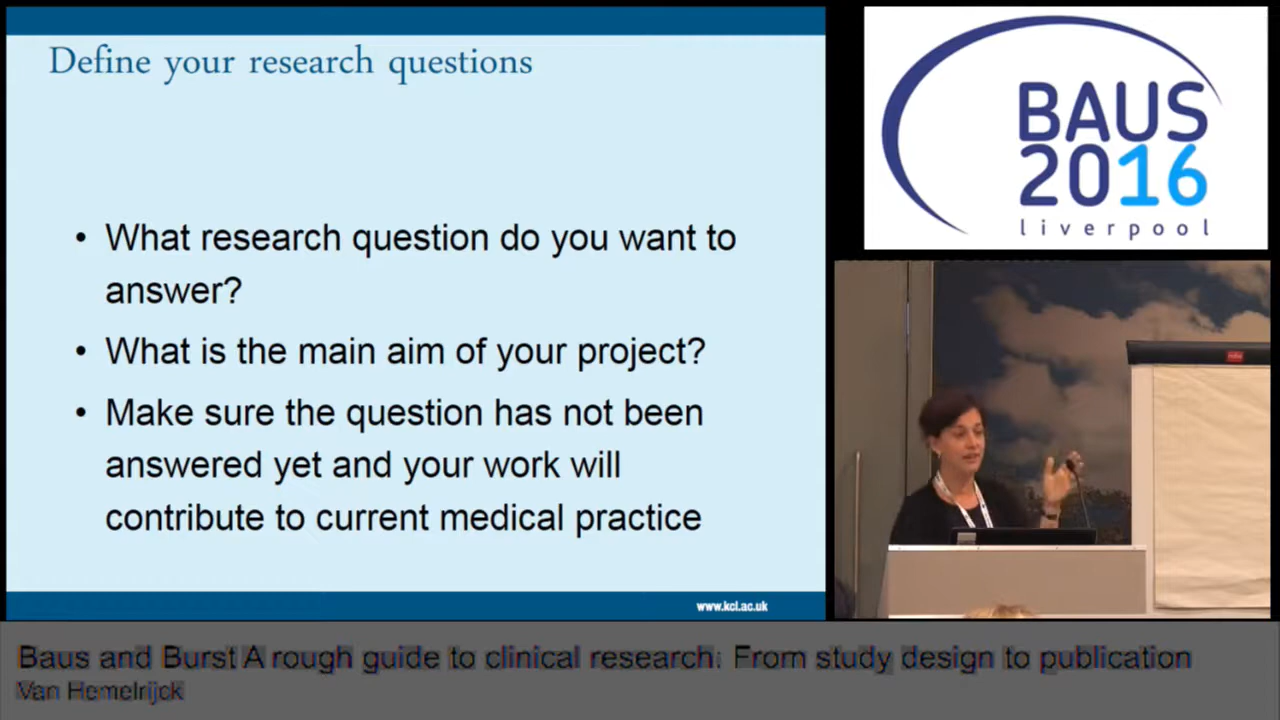 Define your research questions
• What research question do you want to
answer?
• What is the main aim of your project?
• Make sure the question has not been
answered yet and your work will
contribute to current medical practice
www.kcl.ac.uk
BAUS
2016
liverpool
Baus and Burst A rough guide to clinical research. From study design to publication
Van Hemelrijck